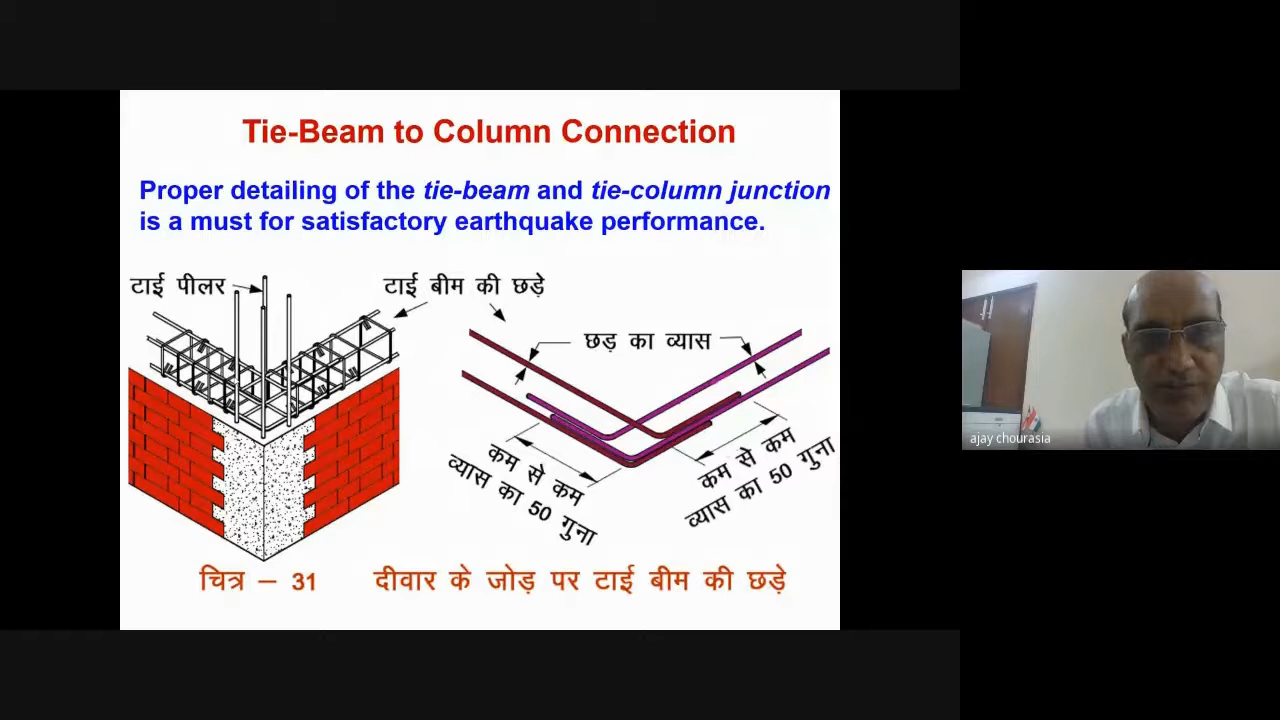 Tie-Beam to Column Connection
Proper detailing of the tie-beam and tie-column junction
is a must for satisfactory earthquake performance.
टाई पीलर
टाई बीम की छड़े
छड़ का व्यास
कम से कम
व्यास का 50 गुना
कम से कम
व्यास का 50 गुना
चित्र – 31 दीवार के जोड़ पर टाई बीम की छड़े
ajay chourasia